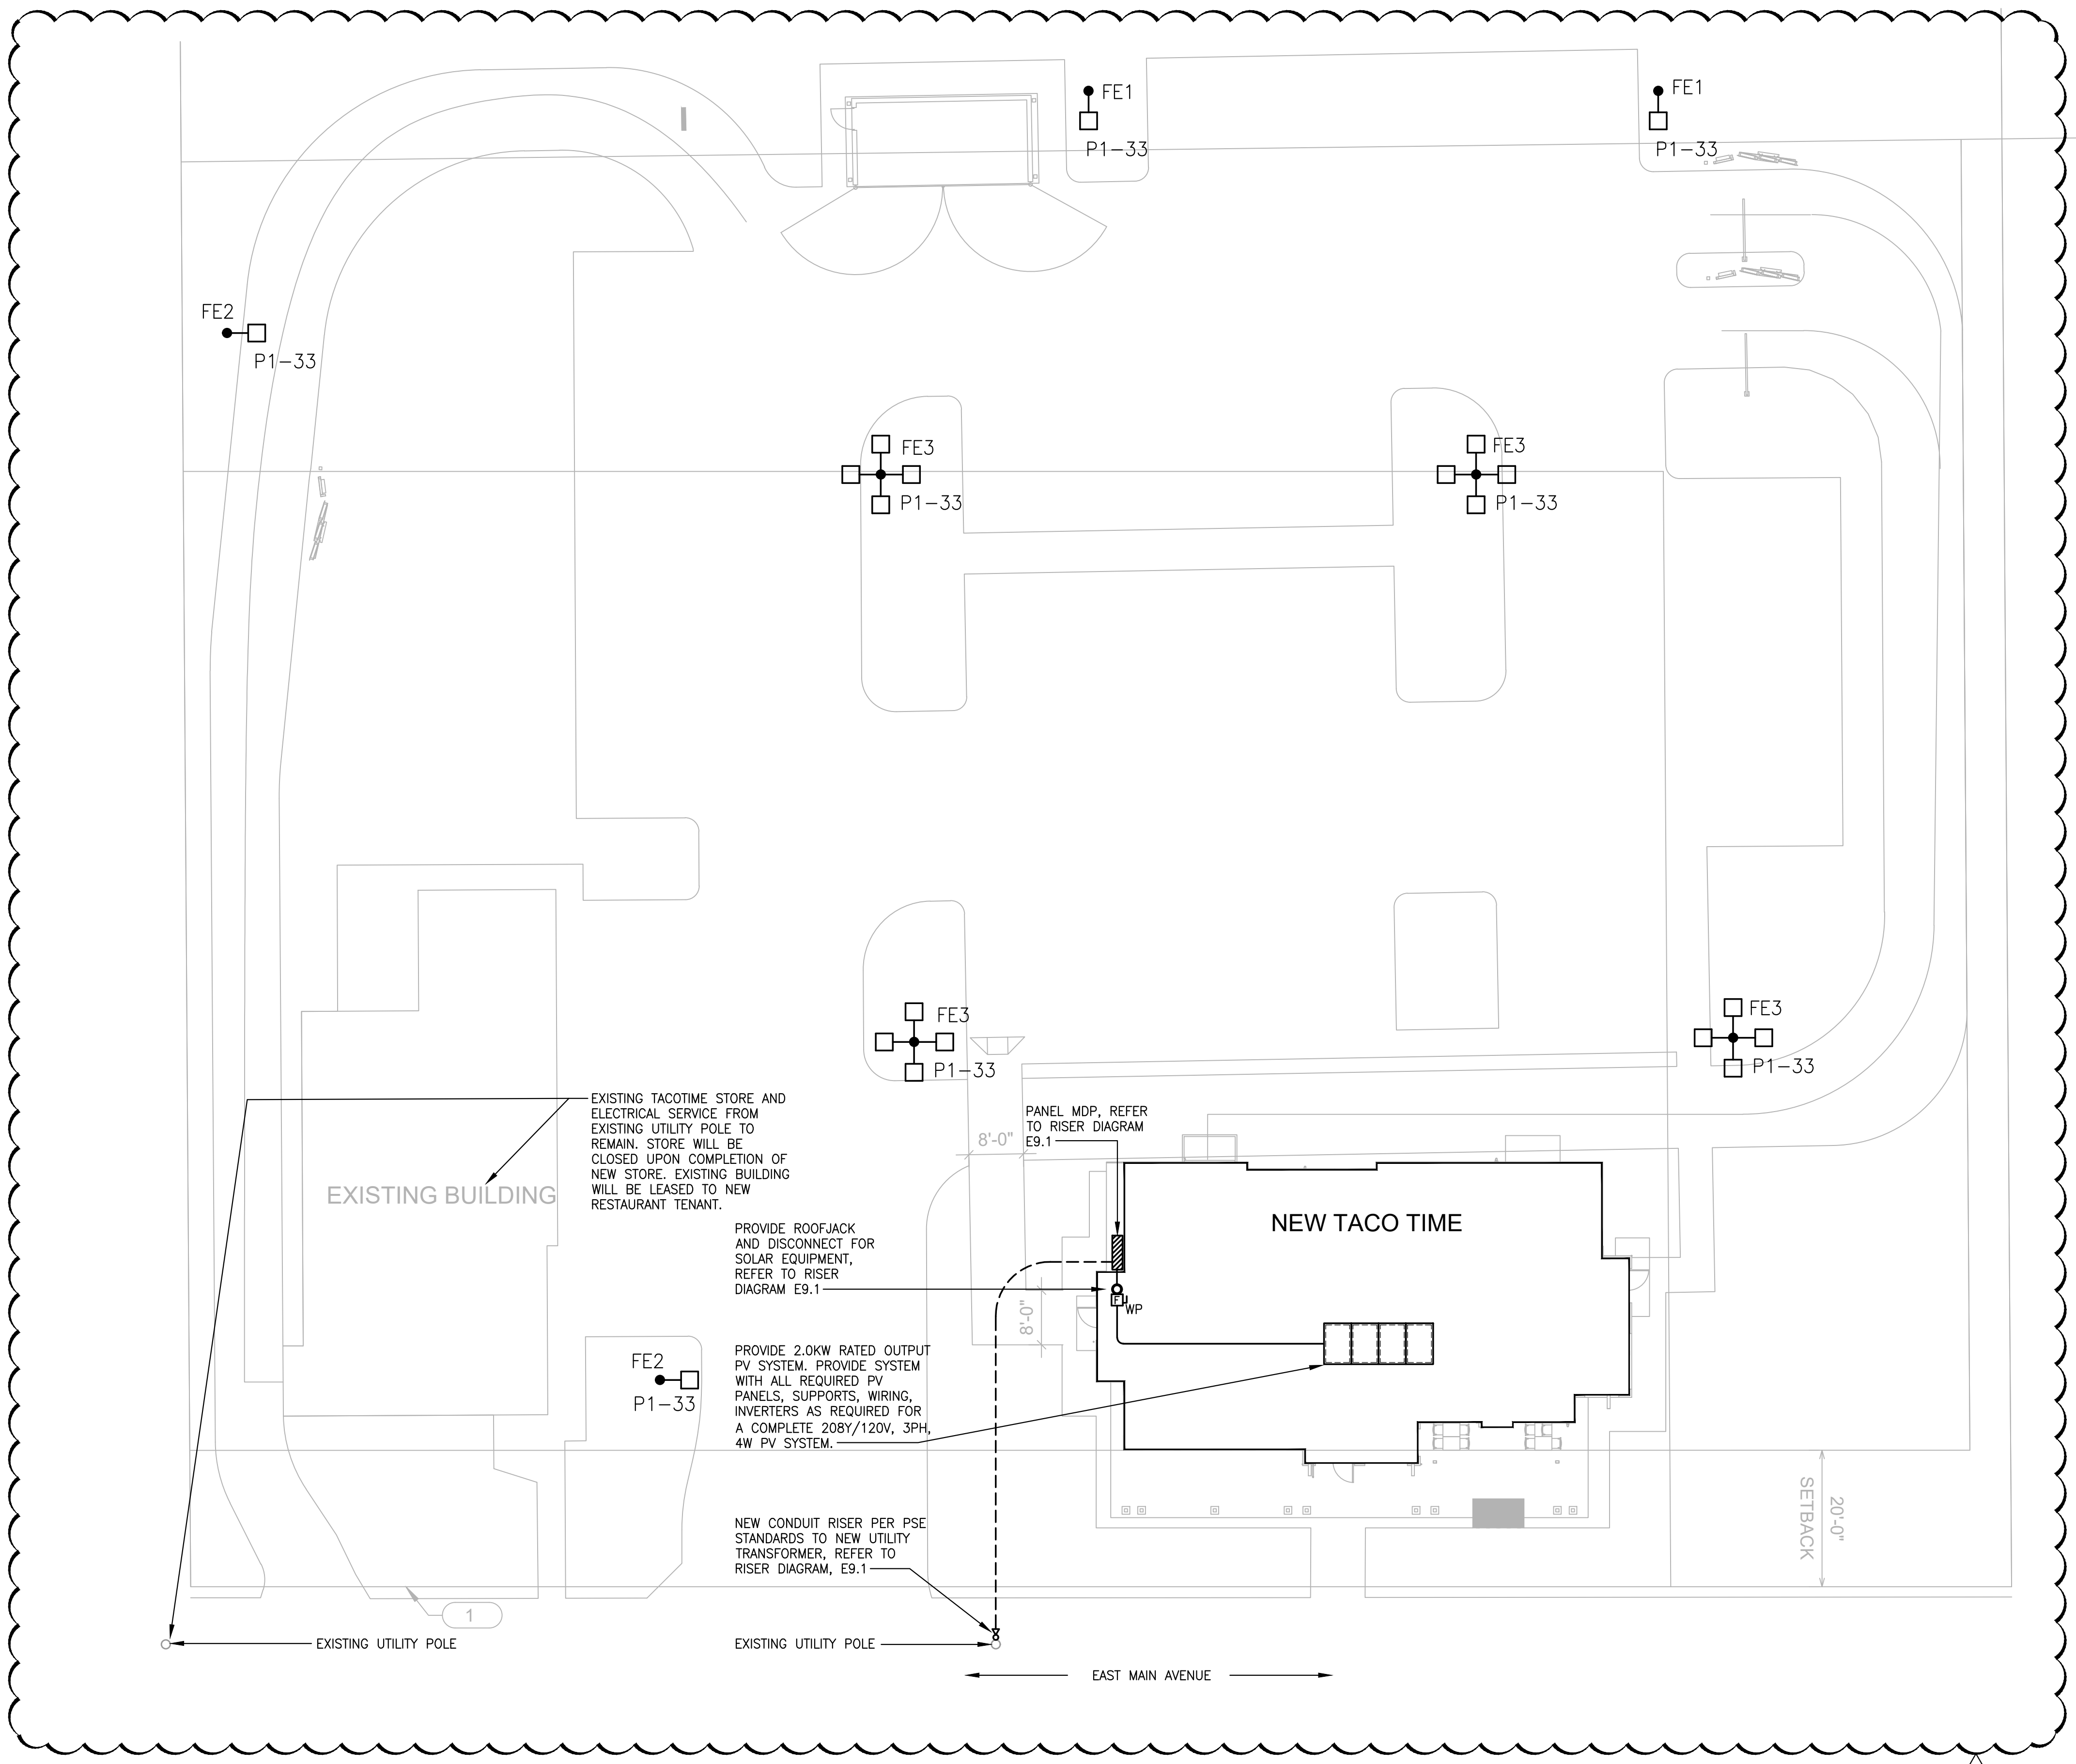 FE1
P1-33
FE1
P1-33
FE2
P1-33
FE3
P1-33
FE3
P1-33
FE3
P1-33
FE3
P1-33
EXISTING TACOTIME STORE AND
ELECTRICAL SERVICE FROM
EXISTING UTILITY POLE TO
REMAIN. STORE WILL BE
CLOSED UPON COMPLETION OF
NEW STORE. EXISTING BUILDING
WILL BE LEASED TO NEW
RESTAURANT TENANT.
EXISTING BUILDING
PANEL MDP, REFER
TO RISER DIAGRAM
E9.1
8'-0"
NEW TACO TIME
PROVIDE ROOFJACK
AND DISCONNECT FOR
SOLAR EQUIPMENT,
REFER TO RISER
DIAGRAM E9.1
F
J
WP
8'-0"
PROVIDE 2.0KW RATED OUTPUT
PV SYSTEM. PROVIDE SYSTEM
WITH ALL REQUIRED PV
PANELS, SUPPORTS, WIRING,
INVERTERS AS REQUIRED FOR
A COMPLETE 208Y/120V, 3PH,
4W PV SYSTEM.
FE2
P1-33
20'-0"
SETBACK
NEW CONDUIT RISER PER PSE
STANDARDS TO NEW UTILITY
TRANSFORMER, REFER TO
RISER DIAGRAM, E9.1
1
EXISTING UTILITY POLE
EXISTING UTILITY POLE
EAST MAIN AVENUE